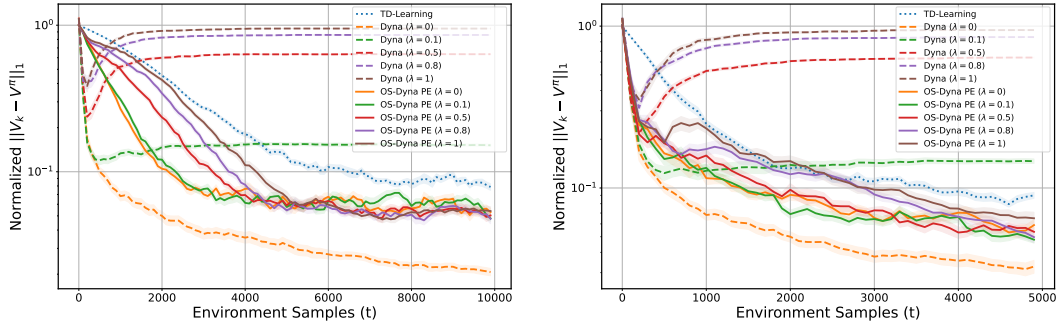 Normalized ||V_k − V^π||_1
10^0
10^−1
0
2000
4000
6000
8000
10000
Environment Samples (t)
TD-Learning
Dyna (λ = 0)
Dyna (λ = 0.1)
Dyna (λ = 0.5)
Dyna (λ = 0.8)
Dyna (λ = 1)
OS-Dyna PE (λ = 0)
OS-Dyna PE (λ = 0.1)
OS-Dyna PE (λ = 0.5)
OS-Dyna PE (λ = 0.8)
OS-Dyna PE (λ = 1)
Normalized ||V_k − V^π||_1
10^0
10^−1
0
1000
2000
3000
4000
5000
Environment Samples (t)
TD-Learning
Dyna (λ = 0)
Dyna (λ = 0.1)
Dyna (λ = 0.5)
Dyna (λ = 0.8)
Dyna (λ = 1)
OS-Dyna PE (λ = 0)
OS-Dyna PE (λ = 0.1)
OS-Dyna PE (λ = 0.5)
OS-Dyna PE (λ = 0.8)
OS-Dyna PE (λ = 1)